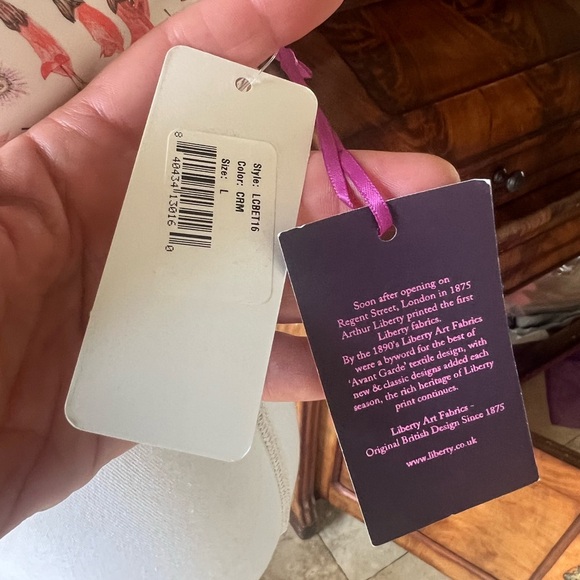 Style: LCBET16
Color: CRM
Size: L
8 40434 13016 0
Soon after opening on
Regent Street, London in 1875
Arthur Liberty printed the first
Liberty fabrics.
By the 1890's Liberty Art Fabrics
were a byword for the best of
'Avant Garde' textile design, with
new & classic designs added each
season, the rich heritage of Liberty
print continues.
Liberty Art Fabrics -
Original British Design Since 1875
www.liberty.co.uk